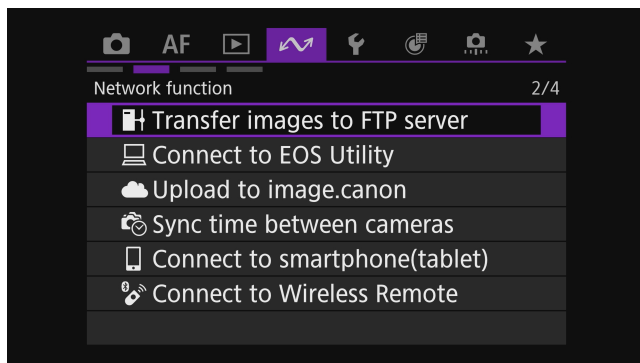 AF
Network function 2/4
Transfer images to FTP server
Connect to EOS Utility
Upload to image.canon
Sync time between cameras
Connect to smartphone(tablet)
Connect to Wireless Remote